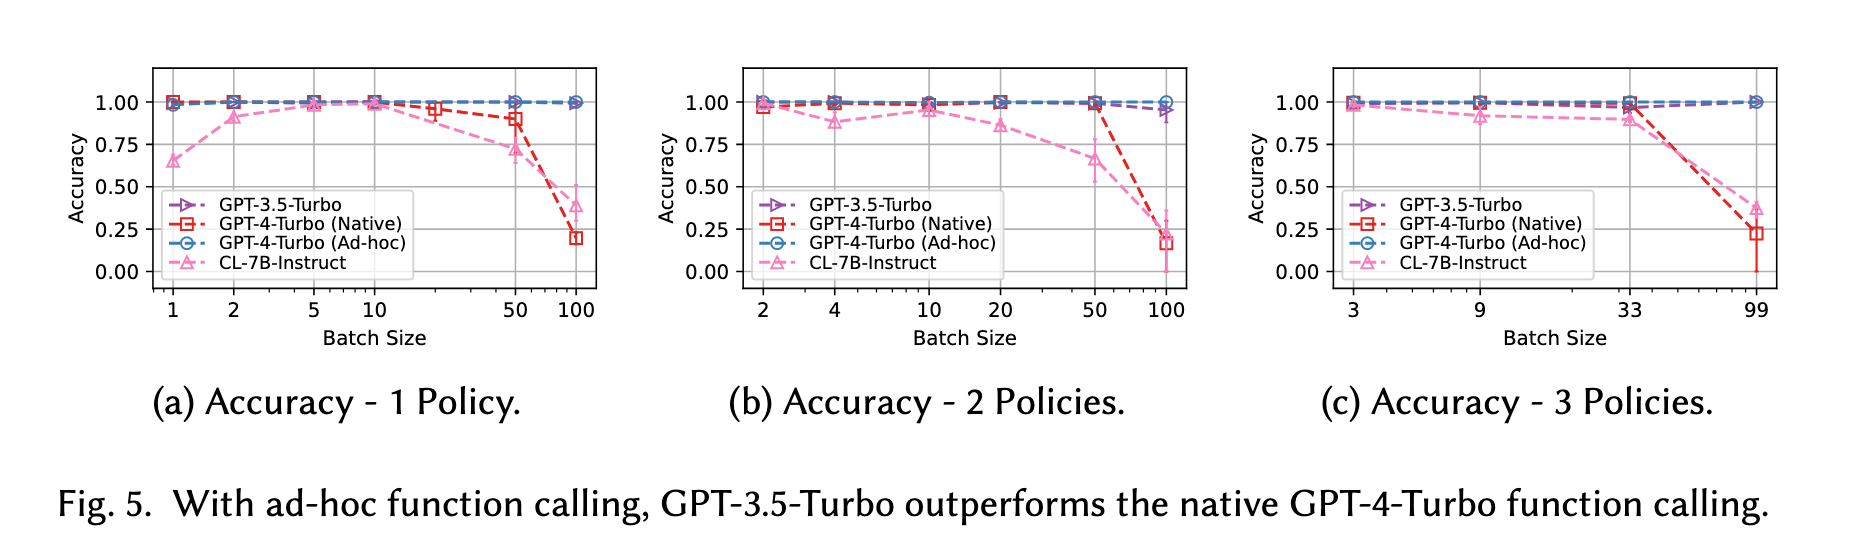 1.00
0.75
0.50
0.25
0.00
Accuracy
GPT-3.5-Turbo
GPT-4-Turbo (Native)
GPT-4-Turbo (Ad-hoc)
CL-7B-Instruct
1 2 5 10 50 100
Batch Size
(a) Accuracy - 1 Policy.
1.00
0.75
0.50
0.25
0.00
Accuracy
GPT-3.5-Turbo
GPT-4-Turbo (Native)
GPT-4-Turbo (Ad-hoc)
CL-7B-Instruct
2 4 10 20 50 100
Batch Size
(b) Accuracy - 2 Policies.
1.00
0.75
0.50
0.25
0.00
Accuracy
GPT-3.5-Turbo
GPT-4-Turbo (Native)
GPT-4-Turbo (Ad-hoc)
CL-7B-Instruct
3 9 33 99
Batch Size
(c) Accuracy - 3 Policies.
Fig. 5. With ad-hoc function calling, GPT-3.5-Turbo outperforms the native GPT-4-Turbo function calling.